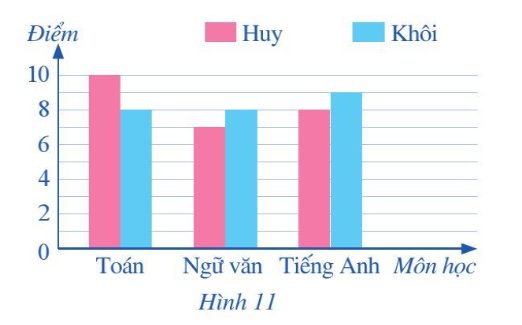 Điểm
Huy
Khôi
10
8
6
4
2
0
Toán
Ngữ văn
Tiếng Anh
Môn học
Hình 11